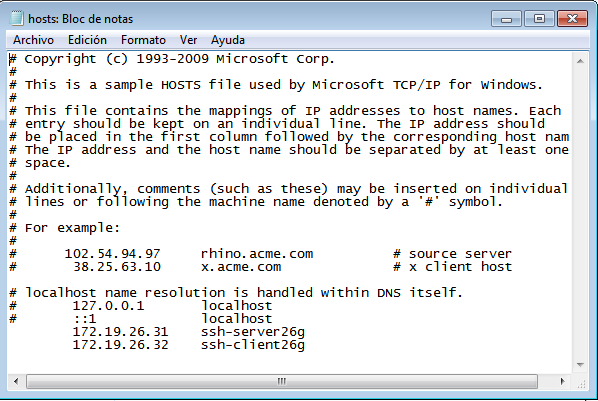 hosts: Bloc de notas
Archivo Edición Formato Ver Ayuda
# Copyright (c) 1993-2009 Microsoft Corp.
#
# This is a sample HOSTS file used by Microsoft TCP/IP for Windows.
#
# This file contains the mappings of IP addresses to host names. Each
# entry should be kept on an individual line. The IP address should
# be placed in the first column followed by the corresponding host nam
# The IP address and the host name should be separated by at least one
# space.
#
# Additionally, comments (such as these) may be inserted on individual
# lines or following the machine name denoted by a '#' symbol.
#
# For example:
#
#      102.54.94.97     rhino.acme.com          # source server
#       38.25.63.10     x.acme.com              # x client host

# localhost name resolution is handled within DNS itself.
#       127.0.0.1       localhost
#       ::1             localhost
        172.19.26.31    ssh-server26g
        172.19.26.32    ssh-client26g